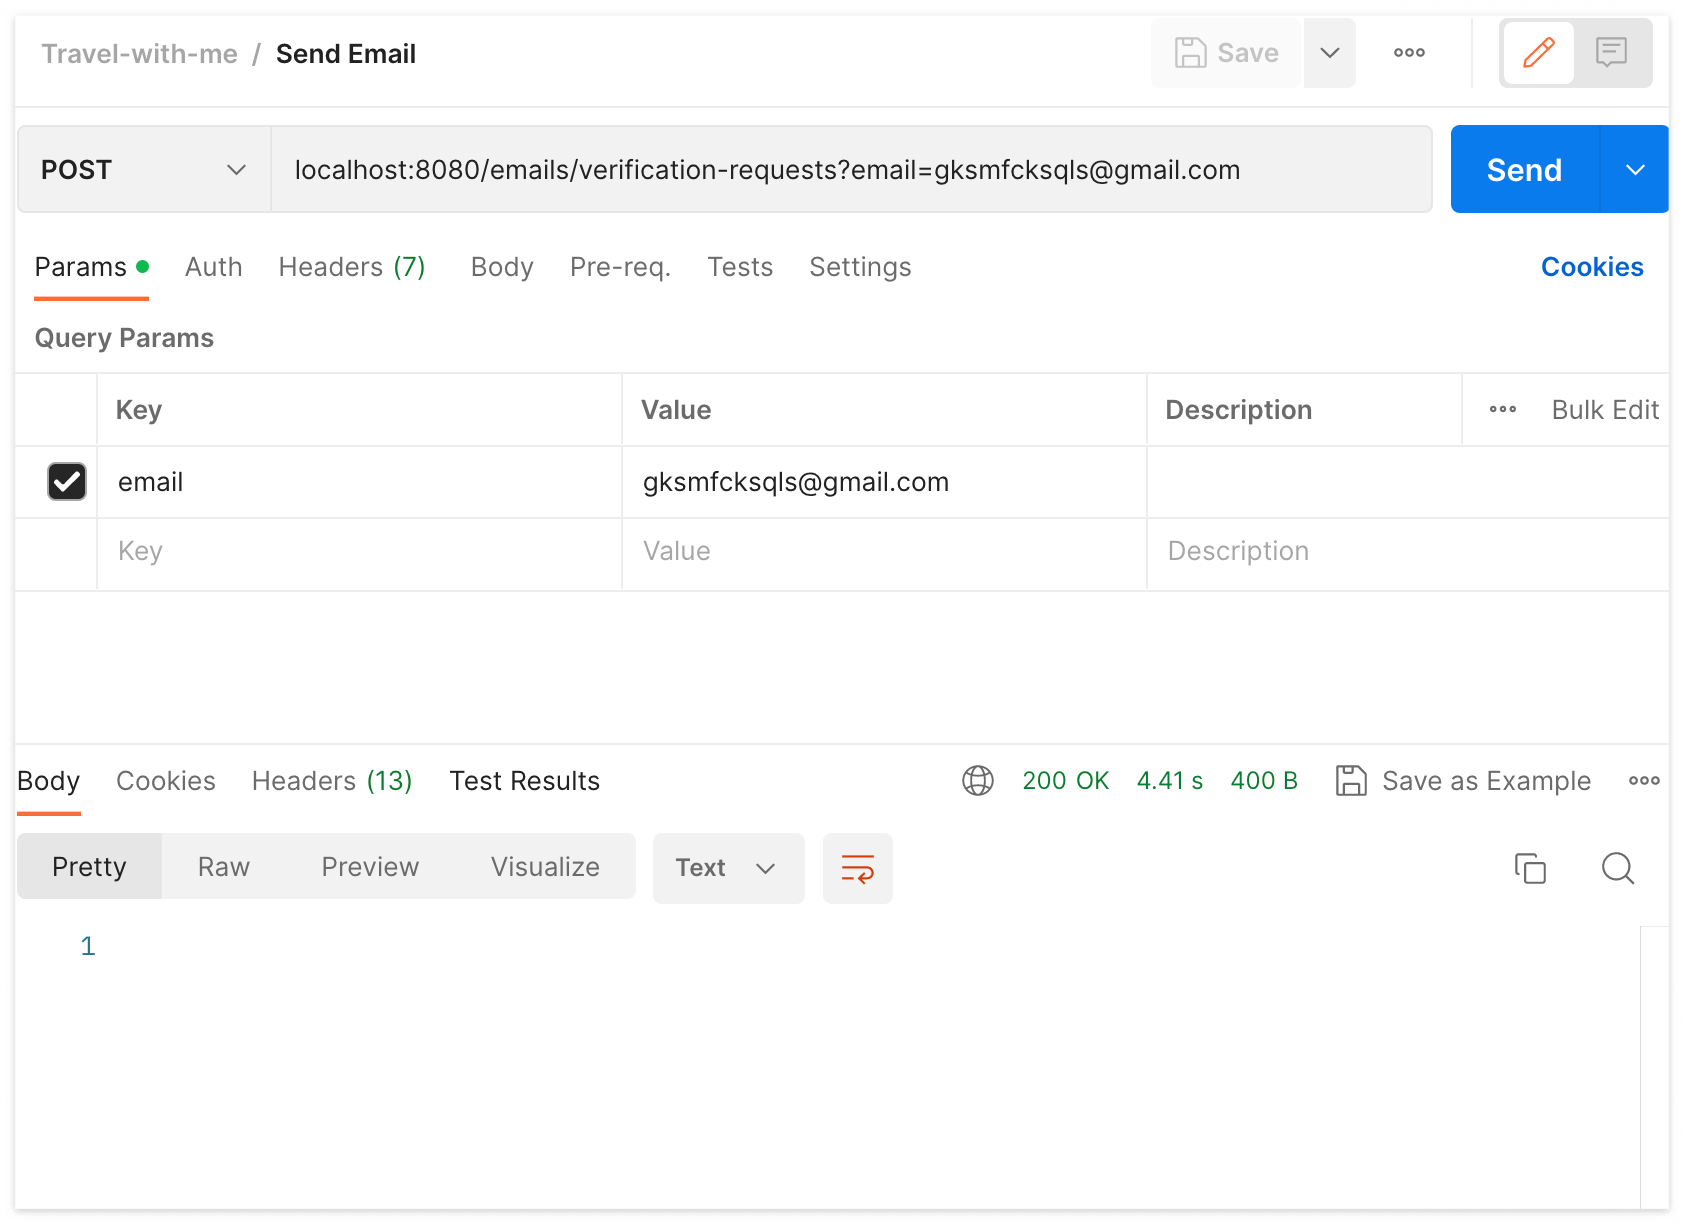 Travel-with-me / Send Email
Save
POST
localhost:8080/emails/verification-requests?email=gksmfcksqls@gmail.com
Send
Params Auth Headers (7) Body Pre-req. Tests Settings Cookies
Query Params
Key Value Description Bulk Edit
email gksmfcksqls@gmail.com
Key Value Description
Body Cookies Headers (13) Test Results 200 OK 4.41 s 400 B Save as Example
Pretty Raw Preview Visualize Text
1